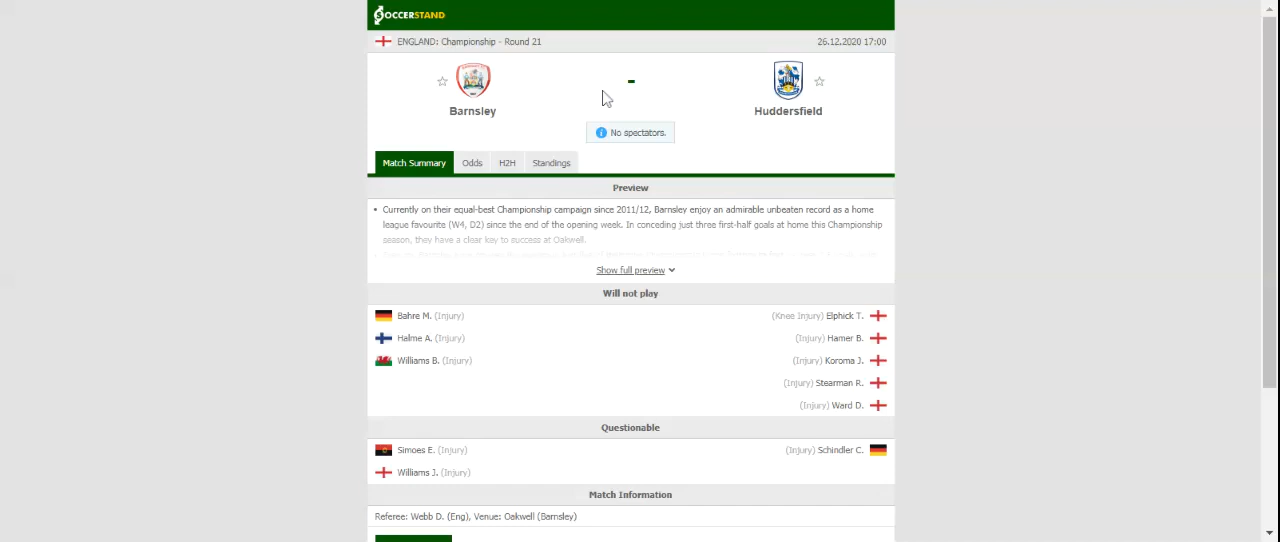 SOCCERSTAND
ENGLAND: Championship - Round 21 26.12.2020 17:00
-
Barnsley Huddersfield
No spectators.
Match Summary Odds H2H Standings
Preview
• Currently on their equal-best Championship campaign since 2011/12, Barnsley enjoy an admirable unbeaten record as a home
league favourite (W4, D2) since the end of the opening week. In conceding just three first-half goals at home this Championship
season, they have a clear key to success at Oakwell.
Show full preview
Will not play
Bahre M. (Injury) (Knee Injury) Elphick T.
Halme A. (Injury) (Injury) Hamer B.
Williams B. (Injury) (Injury) Koroma J.
(Injury) Stearman R.
(Injury) Ward D.
Questionable
Simoes E. (Injury) (Injury) Schindler C.
Williams J. (Injury)
Match Information
Referee: Webb D. (Eng), Venue: Oakwell (Barnsley)